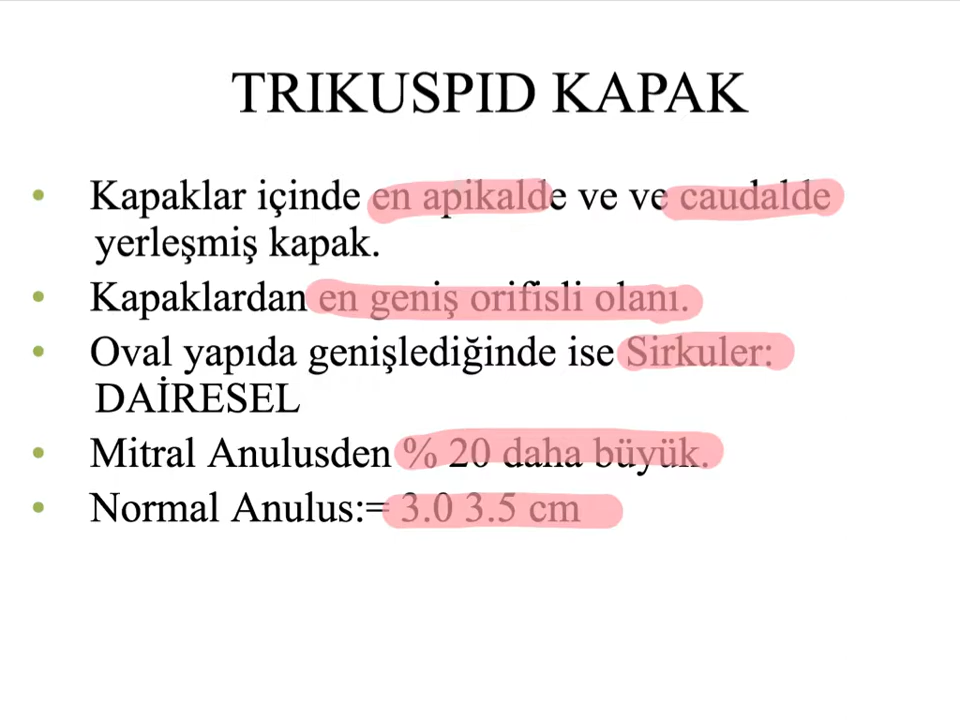 TRIKUSPID KAPAK
• Kapaklar içinde en apikalde ve ve caudalde
yerleşmiş kapak.
• Kapaklardan en geniş orifisli olanı.
• Oval yapıda genişlediğinde ise Sirkuler:
DAİRESEL
• Mitral Anulusden % 20 daha büyük.
• Normal Anulus:= 3.0 3.5 cm